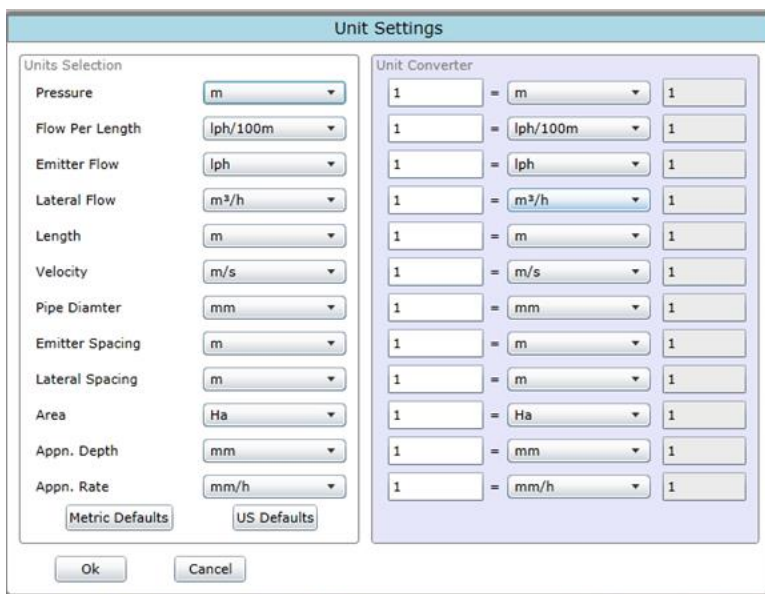 Unit Settings
Units Selection Unit Converter
Pressure m 1 = m 1
Flow Per Length lph/100m 1 = lph/100m 1
Emitter Flow lph 1 = lph 1
Lateral Flow m³/h 1 = m³/h 1
Length m 1 = m 1
Velocity m/s 1 = m/s 1
Pipe Diamter mm 1 = mm 1
Emitter Spacing m 1 = m 1
Lateral Spacing m 1 = m 1
Area Ha 1 = Ha 1
Appn. Depth mm 1 = mm 1
Appn. Rate mm/h 1 = mm/h 1
Metric Defaults US Defaults
Ok Cancel